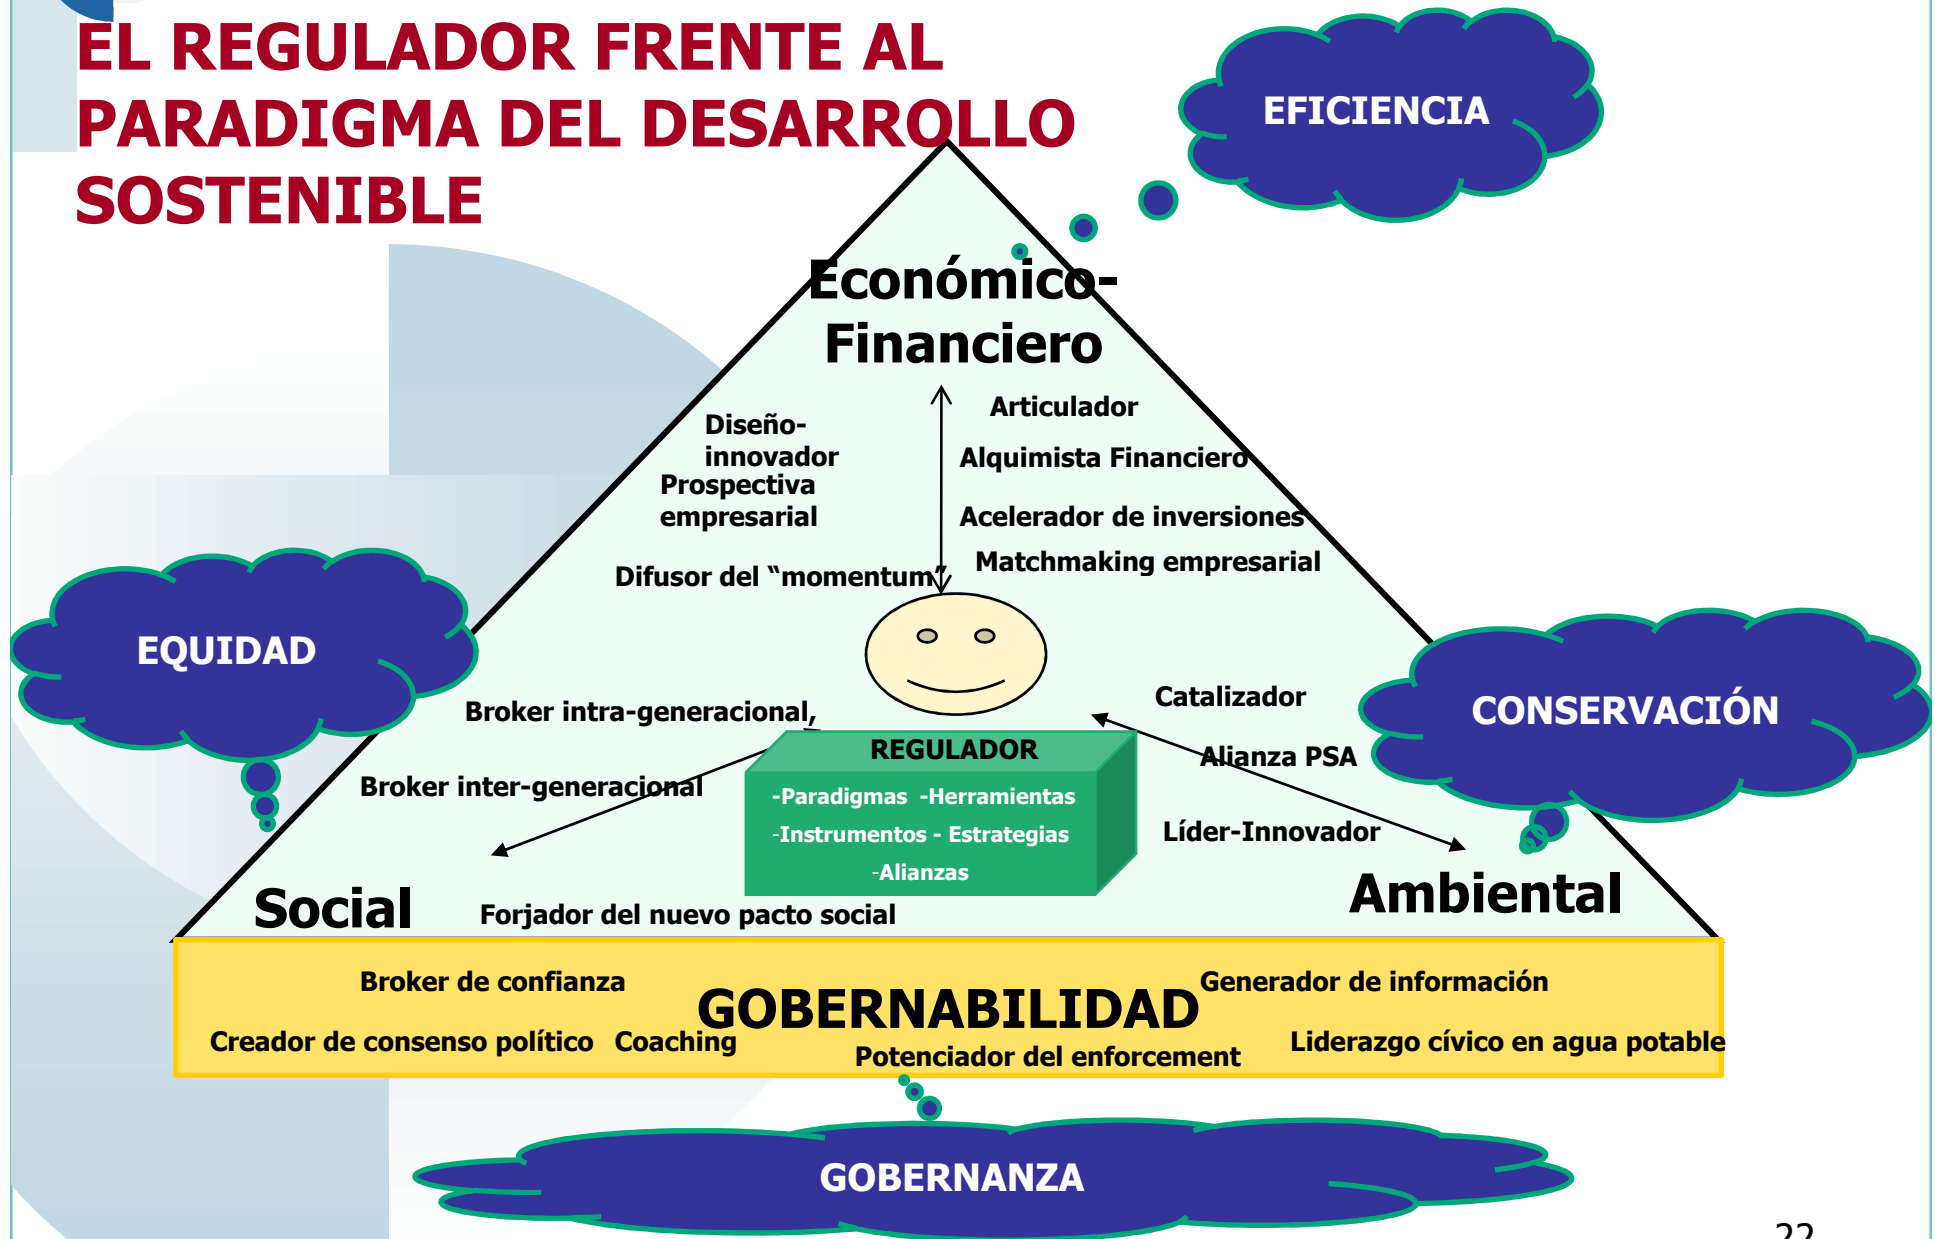 EL REGULADOR FRENTE AL
PARADIGMA DEL DESARROLLO
SOSTENIBLE
EFICIENCIA
Económico-
Financiero
Articulador
Diseño-
innovador
Alquimista Financiero
Prospectiva
empresarial
Acelerador de inversiones
Matchmaking empresarial
Difusor del “momentum”
EQUIDAD
CONSERVACIÓN
Broker intra-generacional,
Catalizador
REGULADOR
Alianza PSA
Broker inter-generacional
-Paradigmas -Herramientas
-Instrumentos - Estrategias
-Alianzas
Líder-Innovador
Social
Ambiental
Forjador del nuevo pacto social
Broker de confianza
Generador de información
GOBERNABILIDAD
Creador de consenso político
Coaching
Potenciador del enforcement
Liderazgo cívico en agua potable
GOBERNANZA
22